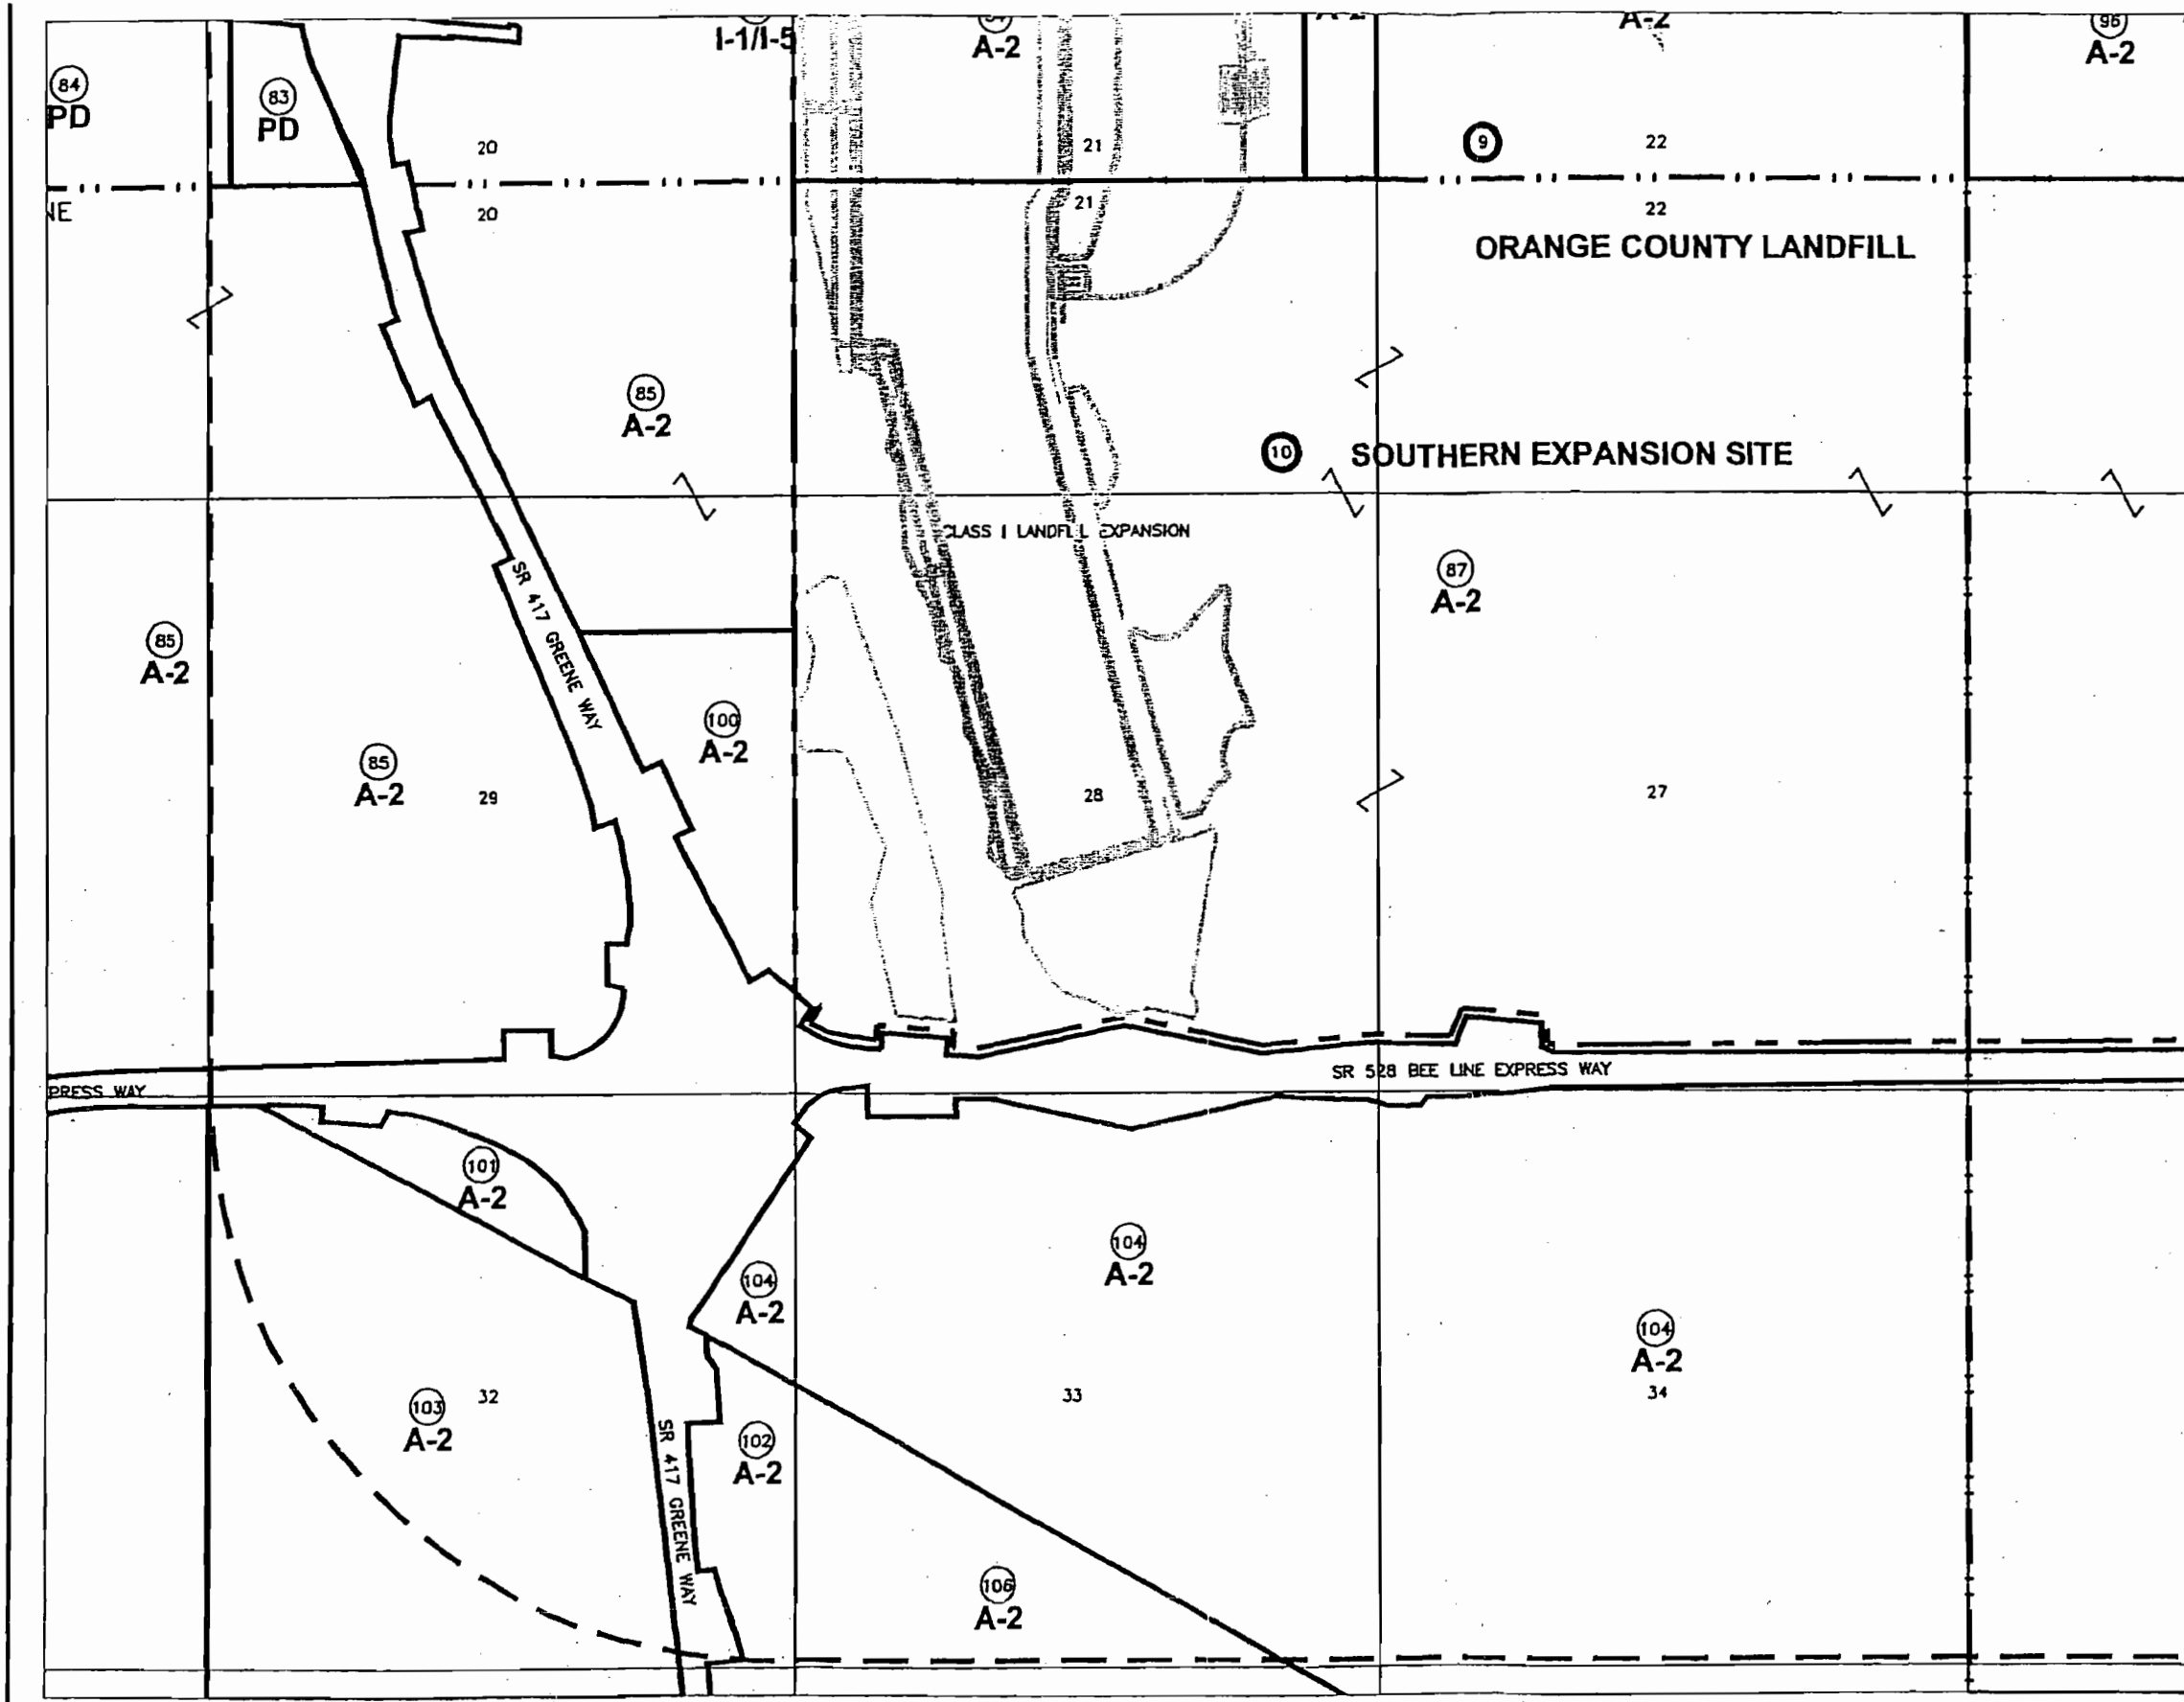 I-1/I-5
A-2
A-2
A-2
96
A-2
84
PD
83
PD
20
21
9
22
20
21
22
ORANGE COUNTY LANDFILL
85
A-2
10
SOUTHERN EXPANSION SITE
CLASS I LANDFILL EXPANSION
87
A-2
SR 417 GREENE WAY
85
A-2
100
A-2
85
A-2
29
28
27
SR 528 BEE LINE EXPRESS WAY
PRESS WAY
101
A-2
104
A-2
104
A-2
104
A-2
103
A-2
32
33
34
SR 417 GREENE WAY
102
A-2
106
A-2